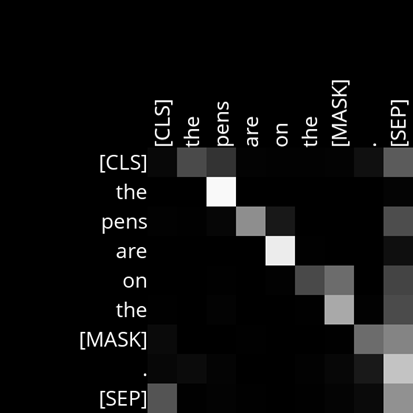 [CLS] the pens are on the [MASK] . [SEP]
[CLS]
the
pens
are
on
the
[MASK]
.
[SEP]